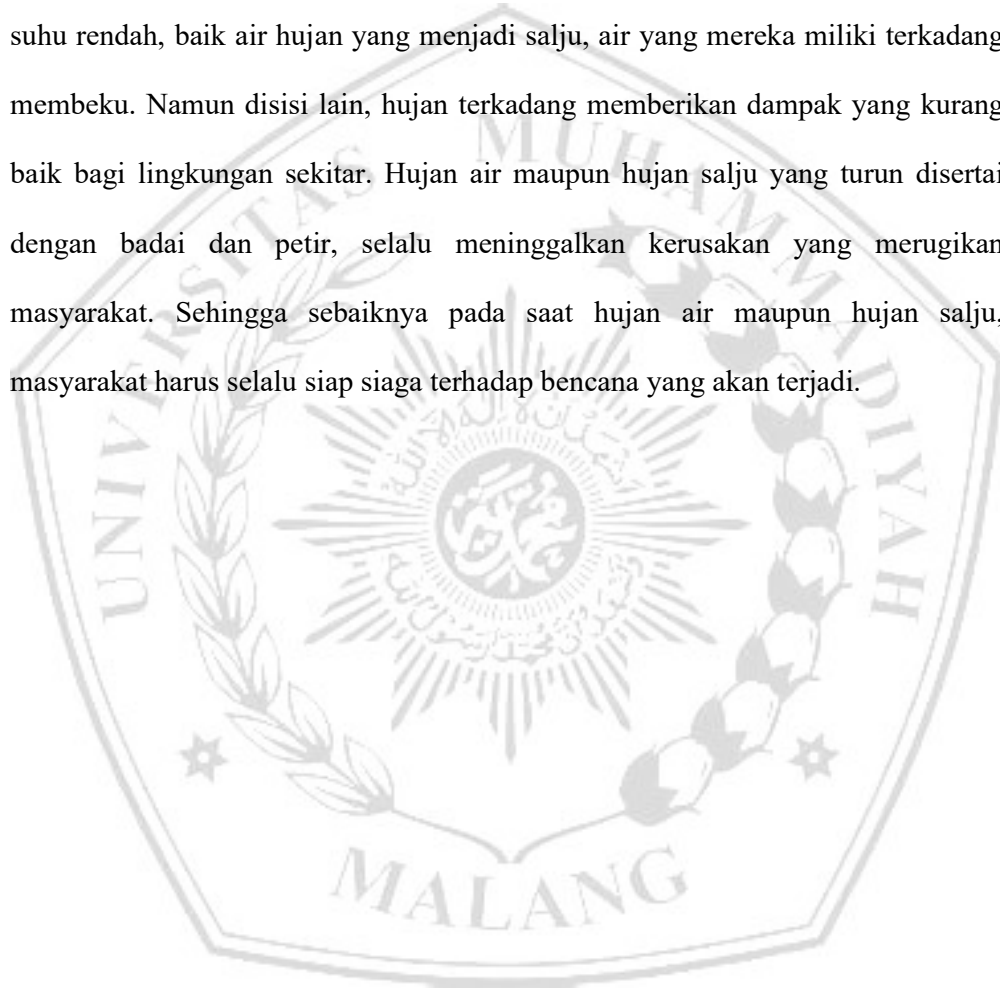 suhu rendah, baik air hujan yang menjadi salju, air yang mereka miliki terkadang
membeku. Namun disisi lain, hujan terkadang memberikan dampak yang kurang
baik bagi lingkungan sekitar. Hujan air maupun hujan salju yang turun disertai
dengan badai dan petir, selalu meninggalkan kerusakan yang merugikan
masyarakat. Sehingga sebaiknya pada saat hujan air maupun hujan salju,
masyarakat harus selalu siap siaga terhadap bencana yang akan terjadi.
UNIVERSITAS MUHAMMADIYAH
MALANG